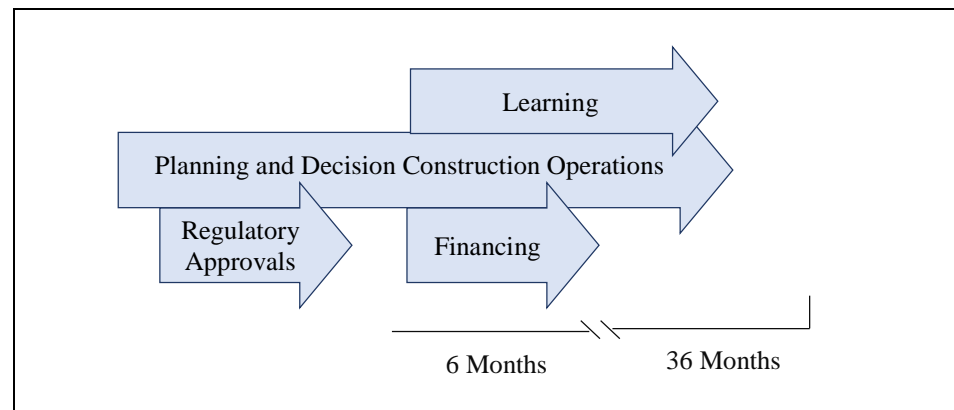 Learning
Planning and Decision Construction Operations
Regulatory
Approvals
Financing
6 Months
36 Months